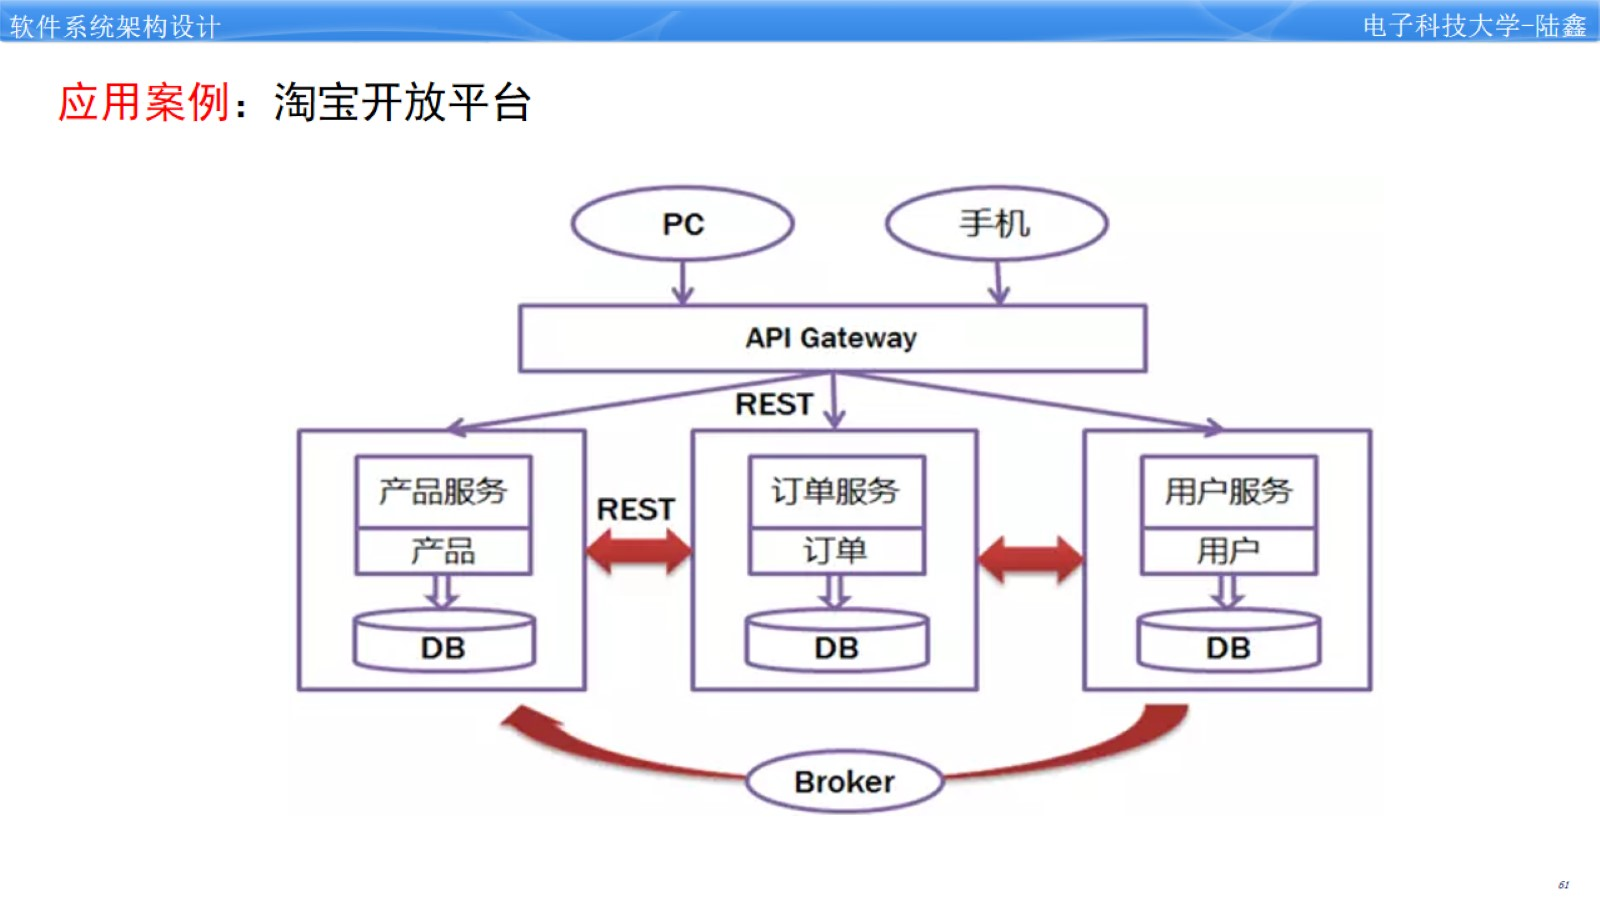 软件系统架构设计
电子科技大学-陆鑫
应用案例：淘宝开放平台
PC
手机
API Gateway
REST
产品服务
产品
DB
REST
订单服务
订单
DB
用户服务
用户
DB
Broker
61